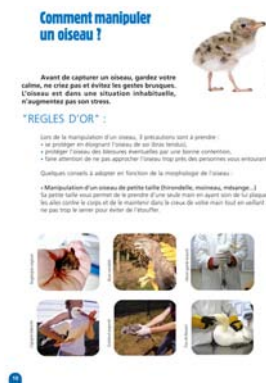 Comment manipuler
un oiseau ?
Avant de capturer un oiseau, gardez votre
calme, ne criez pas et évitez les gestes brusques.
L'oiseau est dans une situation inhabituelle,
n'augmentez pas son stress.
"REGLES D'OR" :
Lors de la manipulation d'un oiseau, 3 précautions sont à prendre :
• se protéger en éloignant l'oiseau de soi (bras tendus),
• protéger l'oiseau des blessures éventuelles par une bonne contention,
• faire attention de ne pas approcher l'oiseau trop près des personnes vous entourant
Quelques conseils à adopter en fonction de la morphologie de l'oiseau :
• Manipulation d'un oiseau de petite taille (hirondelle, moineau, mésange...)
Sa petite taille vous permet de le prendre d'une seule main en ayant soin de lui plaquer
les ailes contre le corps et de le maintenir dans le creux de votre main tout en veillant
ne pas trop le serrer pour éviter de l'étouffer.